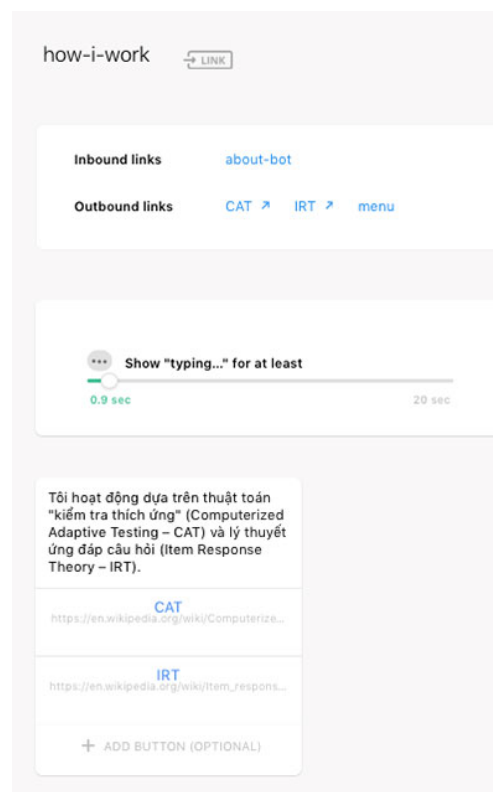 how-i-work LINK
Inbound links about-bot
Outbound links CAT ↗ IRT ↗ menu
Show "typing..." for at least
0.9 sec 20 sec
Tôi hoạt động dựa trên thuật toán
"kiểm tra thích ứng" (Computerized
Adaptive Testing – CAT) và lý thuyết
ứng đáp câu hỏi (Item Response
Theory – IRT).
CAT
https://en.wikipedia.org/wiki/Computerize...
IRT
https://en.wikipedia.org/wiki/Item_respons...
+ ADD BUTTON (OPTIONAL)